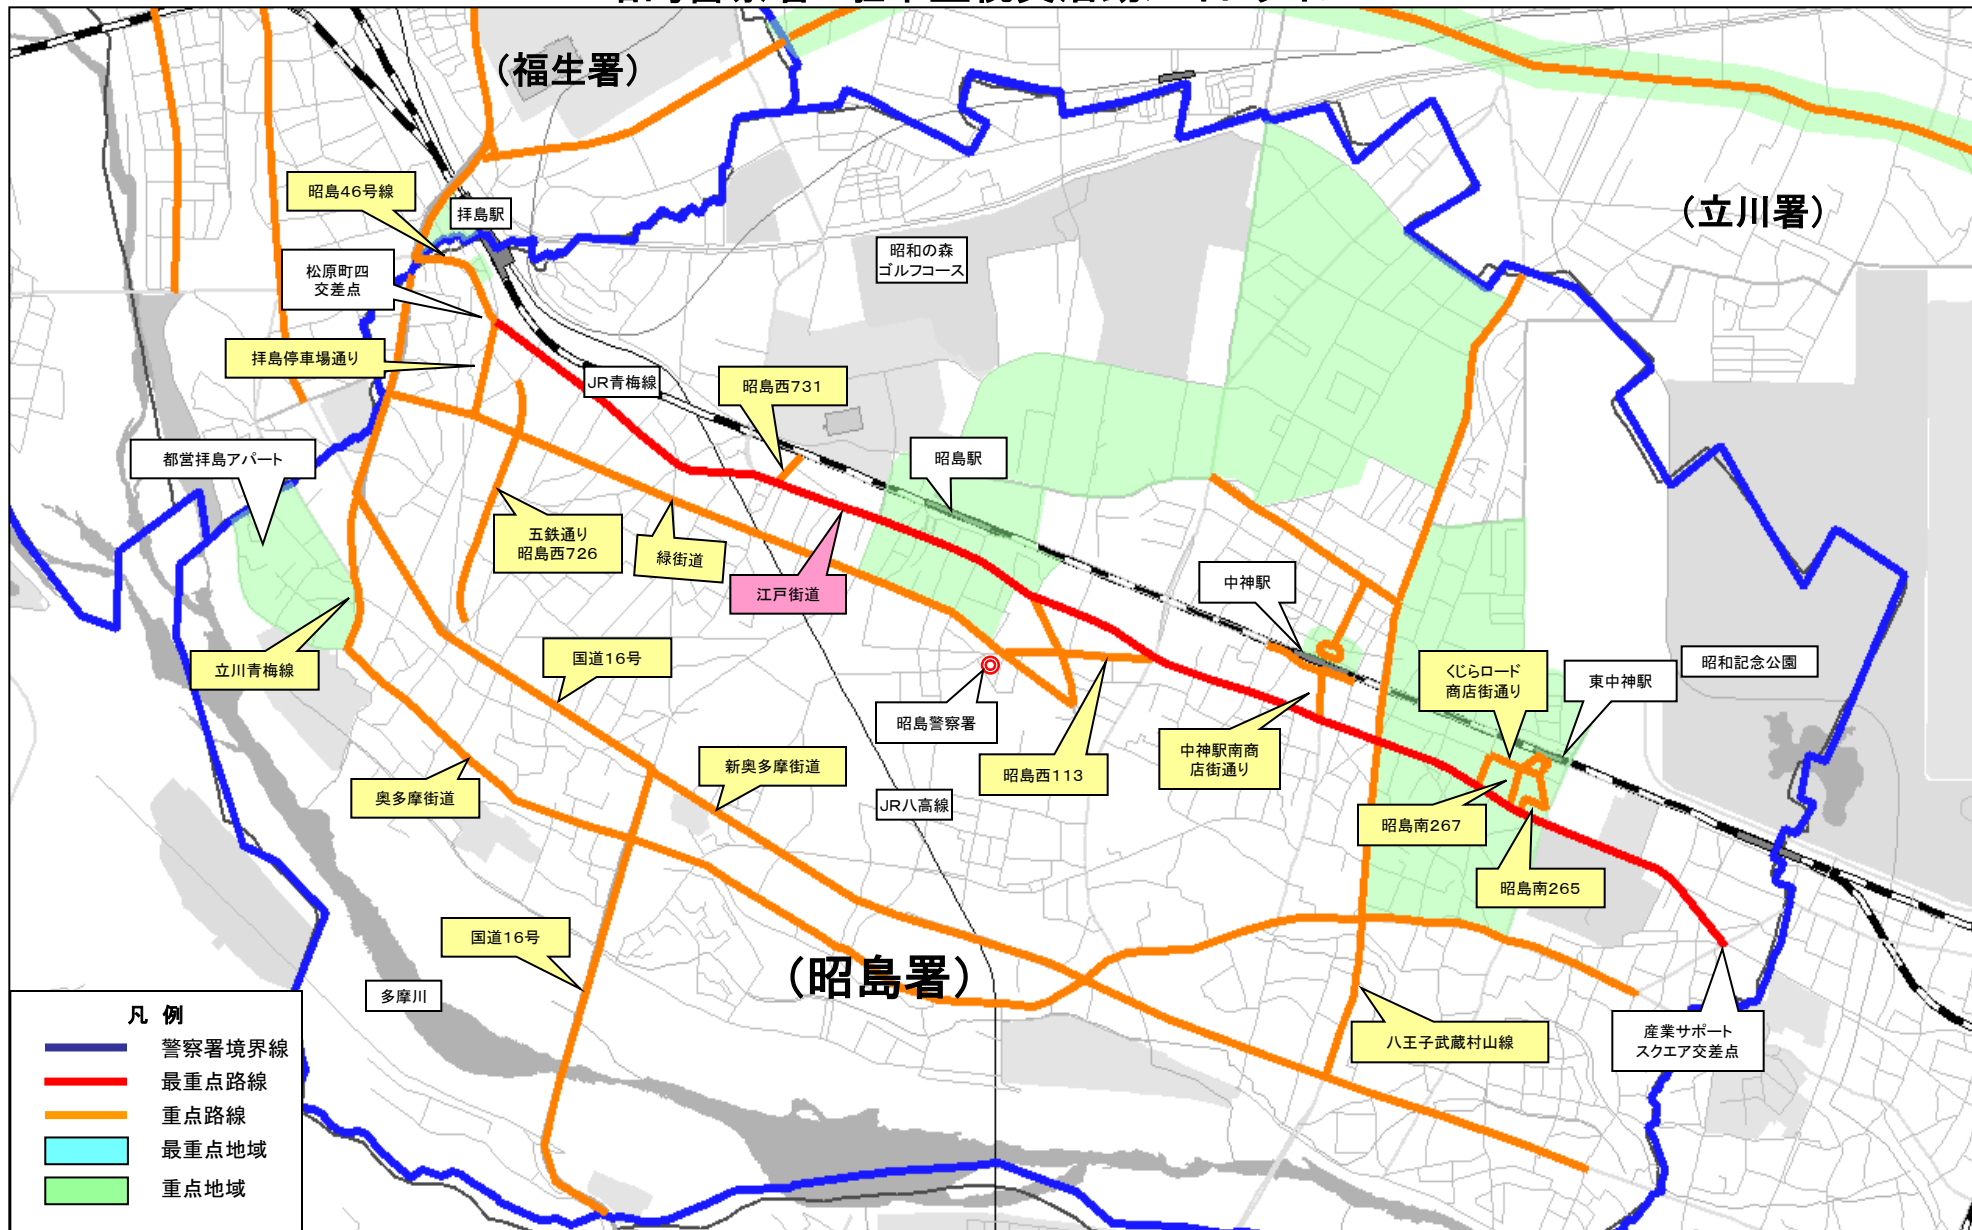 (福生署)
(立川署)
昭島46号線
拝島駅
昭和の森
ゴルフコース
松原町四
交差点
拝島停車場通り
JR青梅線
昭島西731
都営拝島アパート
昭島駅
五鉄通り
昭島西726
緑街道
江戸街道
中神駅
立川青梅線
国道16号
昭島警察署
昭島西113
中神駅南商
店街通り
くじらロード
商店街通り
東中神駅
昭和記念公園
奥多摩街道
新奥多摩街道
JR八高線
昭島南267
昭島南265
国道16号
(昭島署)
多摩川
八王子武蔵村山線
産業サポート
スクエア交差点
凡 例
警察署境界線
最重点路線
重点路線
最重点地域
重点地域